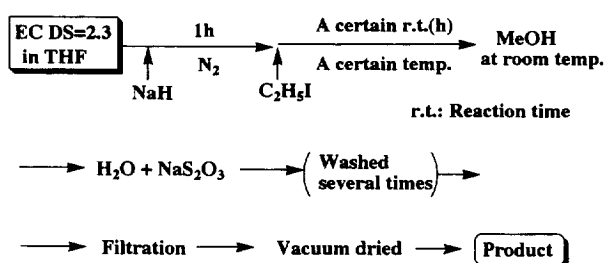 EC DS=2.3
in THF
1h
N₂
NaH
A certain r.t.(h)
A certain temp.
C₂H₅I
MeOH
at room temp.
r.t.: Reaction time
H₂O + NaS₂O₃
(Washed
several times)
Filtration
Vacuum dried
Product